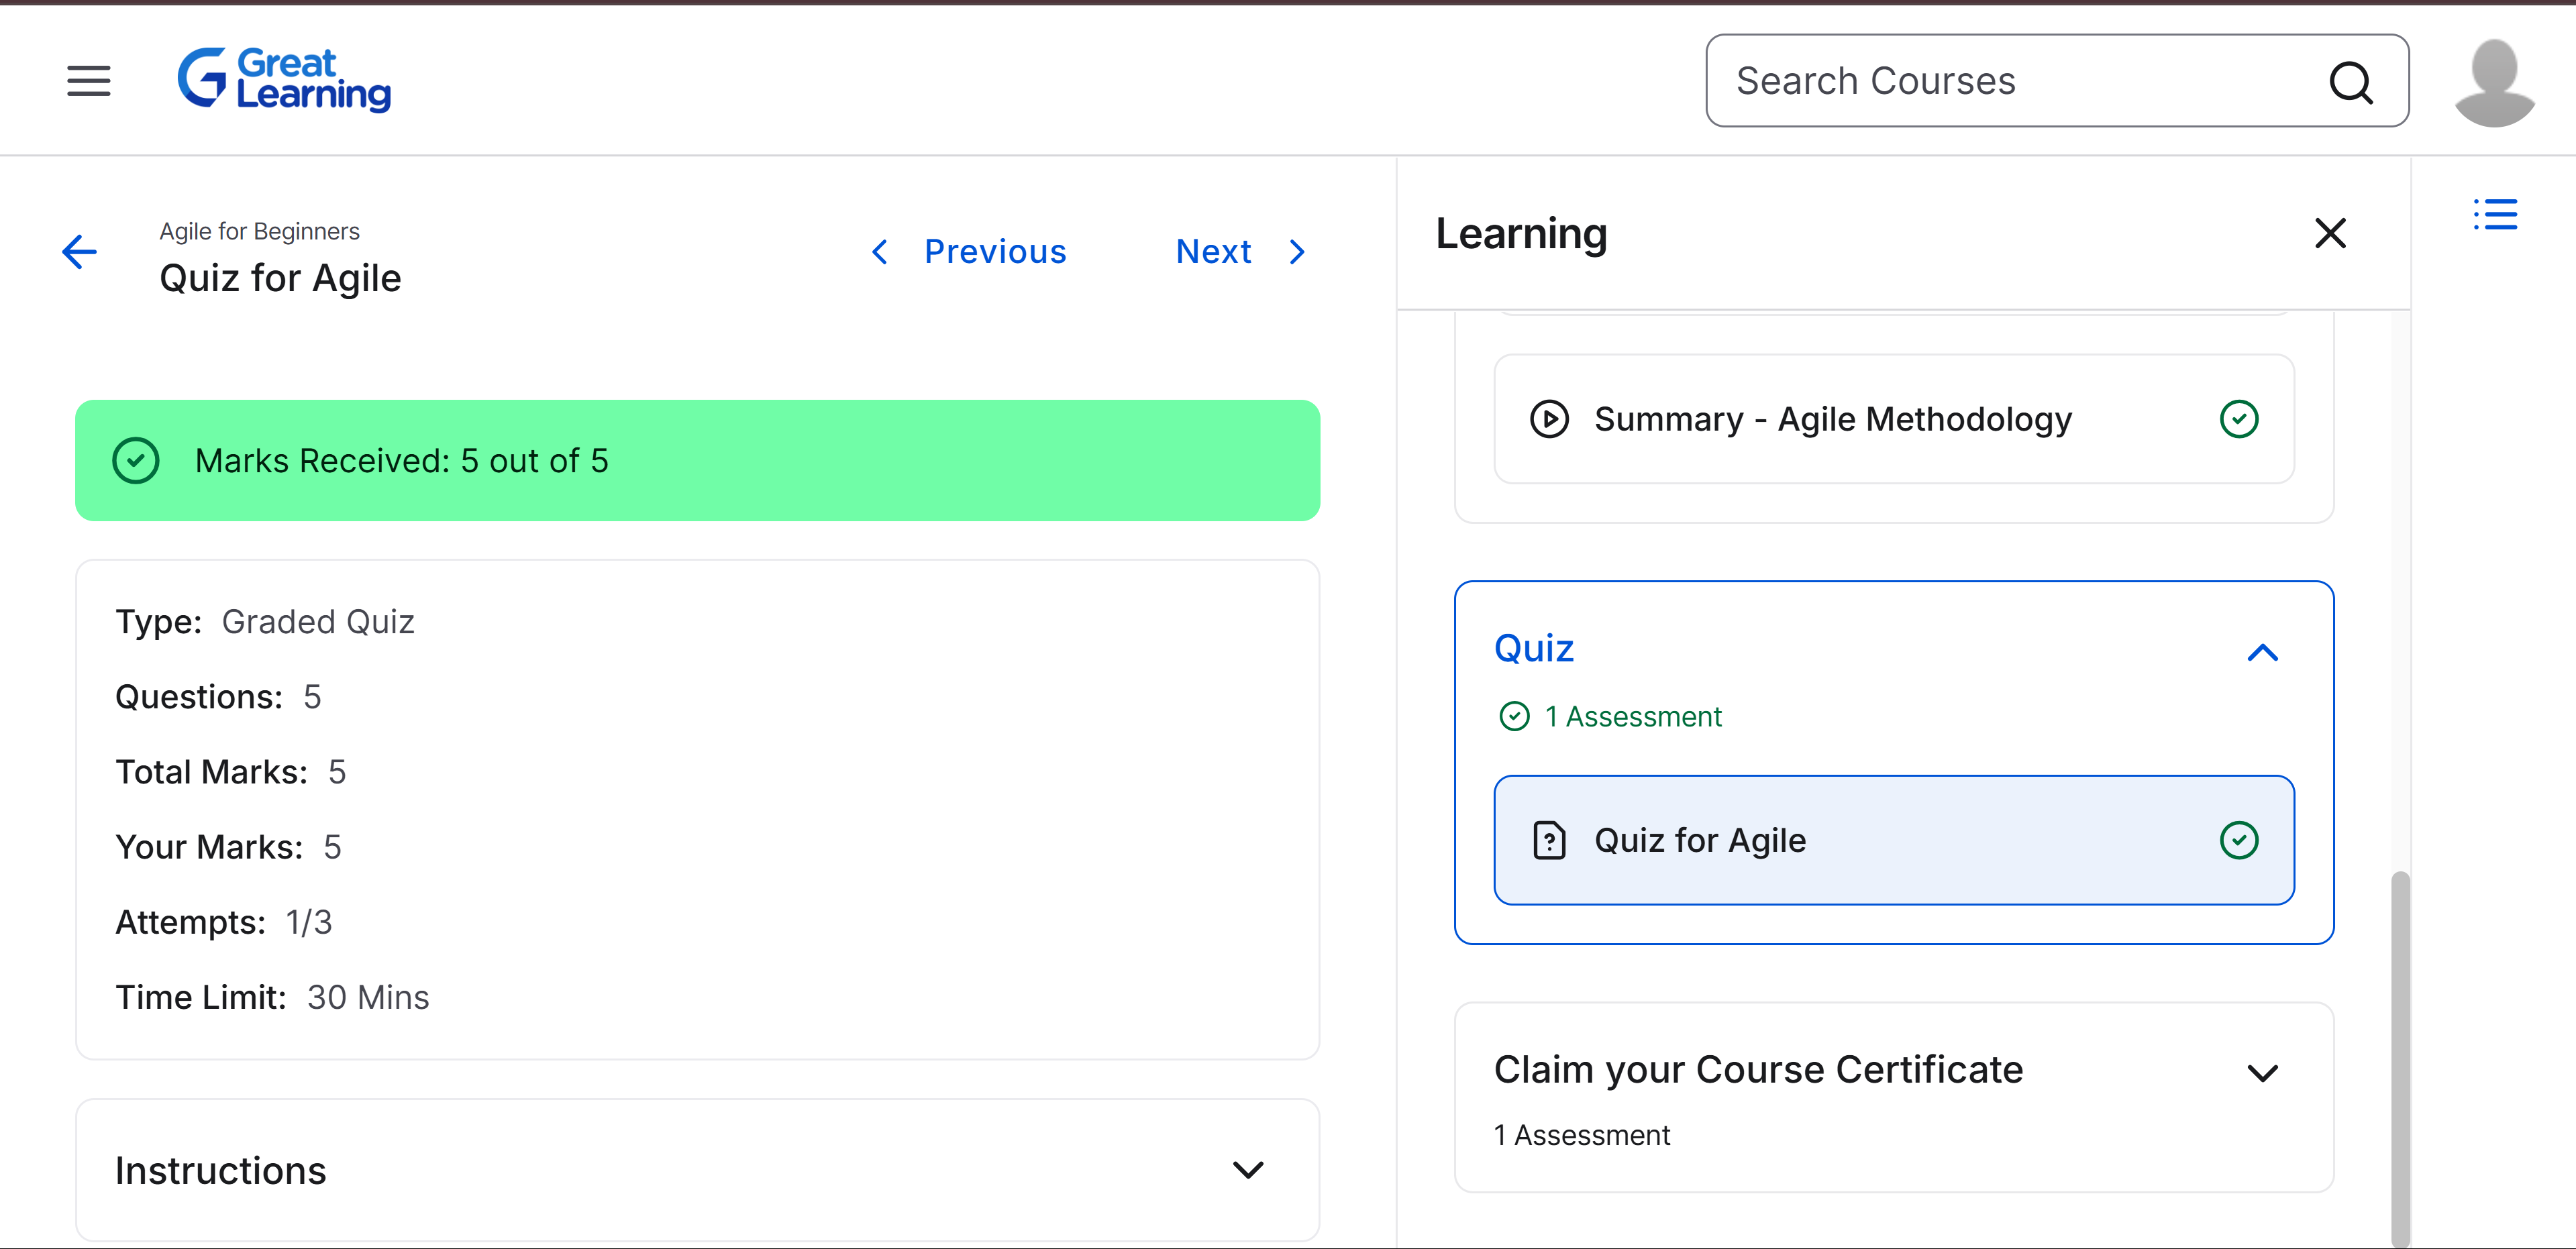 Great
Learning
Search Courses
Agile for Beginners
Quiz for Agile
Previous
Next
Marks Received: 5 out of 5
Type: Graded Quiz
Questions: 5
Total Marks: 5
Your Marks: 5
Attempts: 1/3
Time Limit: 30 Mins
Instructions
Learning
Summary - Agile Methodology
Quiz
1 Assessment
Quiz for Agile
Claim your Course Certificate
1 Assessment